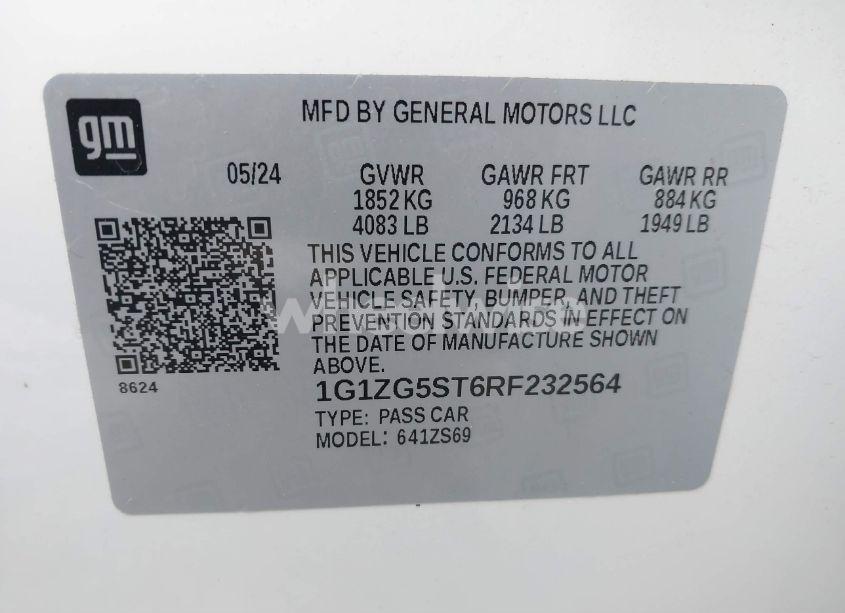 gm
MFD BY GENERAL MOTORS LLC
05/24 GVWR GAWR FRT GAWR RR
1852 KG 968 KG 884 KG
4083 LB 2134 LB 1949 LB
THIS VEHICLE CONFORMS TO ALL
APPLICABLE U.S. FEDERAL MOTOR
VEHICLE SAFETY, BUMPER, AND THEFT
PREVENTION STANDARDS IN EFFECT ON
THE DATE OF MANUFACTURE SHOWN
ABOVE.
8624
1G1ZG5ST6RF232564
TYPE: PASS CAR
MODEL: 641ZS69